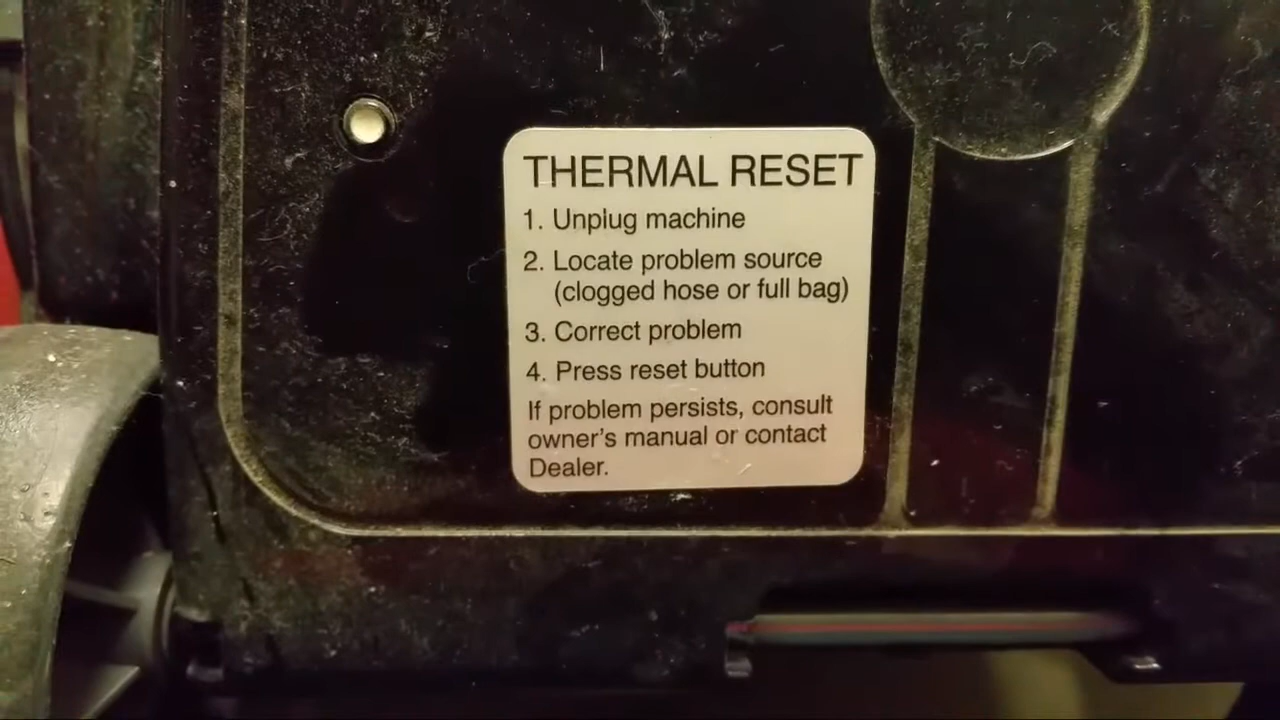 THERMAL RESET
1. Unplug machine
2. Locate problem source
(clogged hose or full bag)
3. Correct problem
4. Press reset button
If problem persists, consult
owner's manual or contact
Dealer.